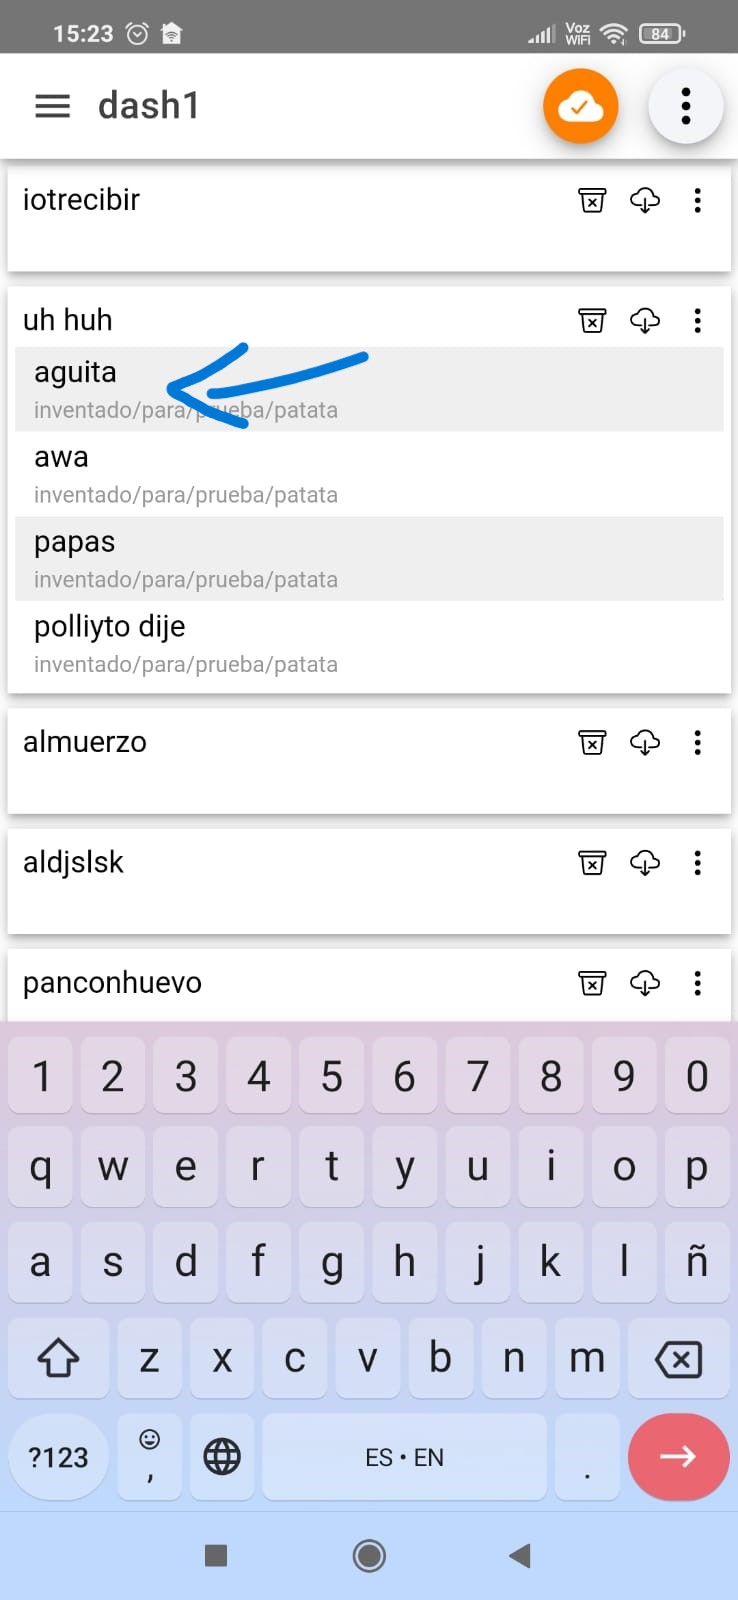 15:23 Voz WiFi 84
dash1
iotrecibir
uh huh
aguita
inventado/para/prueba/patata
awa
inventado/para/prueba/patata
papas
inventado/para/prueba/patata
polliyto dije
inventado/para/prueba/patata
almuerzo
aldjslsk
panconhuevo
1 2 3 4 5 6 7 8 9 0
q w e r t y u i o p
a s d f g h j k l ñ
z x c v b n m
?123 , ES • EN .